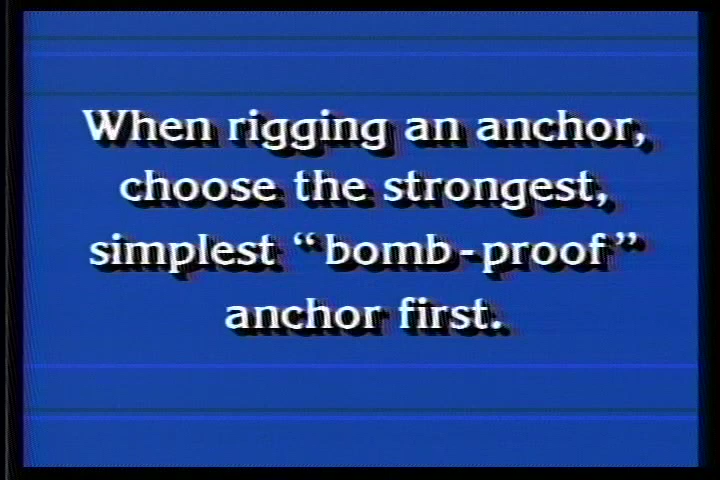 When rigging an anchor,
choose the strongest,
simplest “bomb-proof”
anchor first.